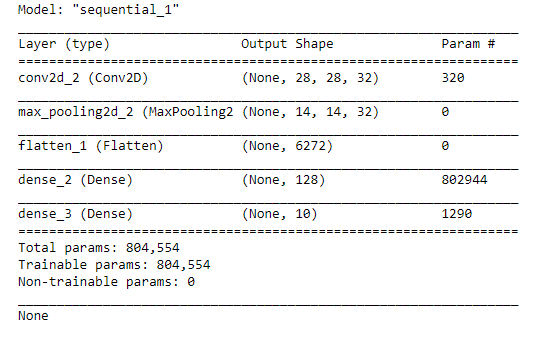 Model: "sequential_1"
_________________________________________________________________
Layer (type)                 Output Shape              Param #
=================================================================
conv2d_2 (Conv2D)            (None, 28, 28, 32)        320
_________________________________________________________________
max_pooling2d_2 (MaxPooling2 (None, 14, 14, 32)        0
_________________________________________________________________
flatten_1 (Flatten)          (None, 6272)              0
_________________________________________________________________
dense_2 (Dense)              (None, 128)               802944
_________________________________________________________________
dense_3 (Dense)              (None, 10)                1290
=================================================================
Total params: 804,554
Trainable params: 804,554
Non-trainable params: 0
_________________________________________________________________
None